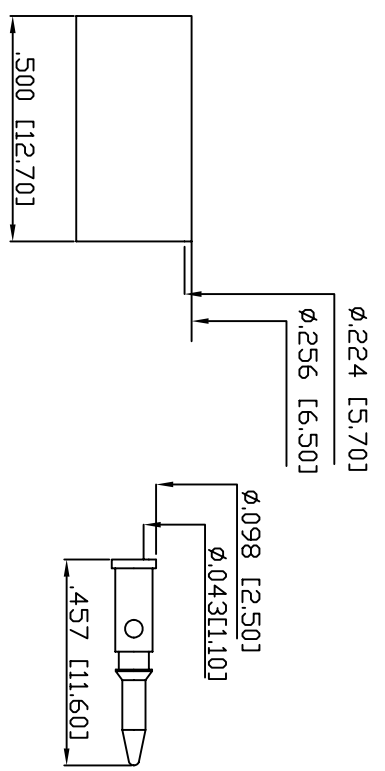 .500 [12.70]
Ø.224 [5.70]
Ø.256 [6.50]
Ø.098 [2.50]
Ø.043[1.10]
.457 [11.60]